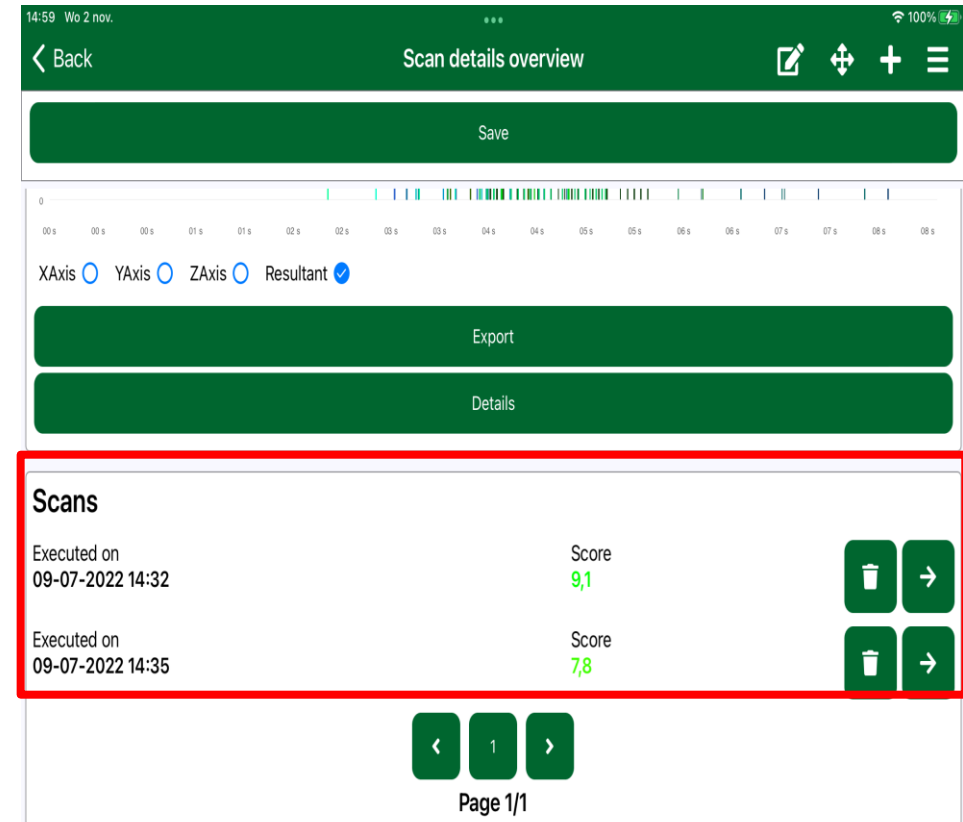 14:59 Wo 2 nov. 100%
Back Scan details overview
Save
0
00 s 00 s 00 s 01 s 01 s 02 s 02 s 03 s 03 s 04 s 04 s 05 s 05 s 06 s 06 s 07 s 07 s 08 s 08 s
XAxis YAxis ZAxis Resultant
Export
Details
Scans
Executed on Score
09-07-2022 14:32 9,1
Executed on Score
09-07-2022 14:35 7,8
1
Page 1/1